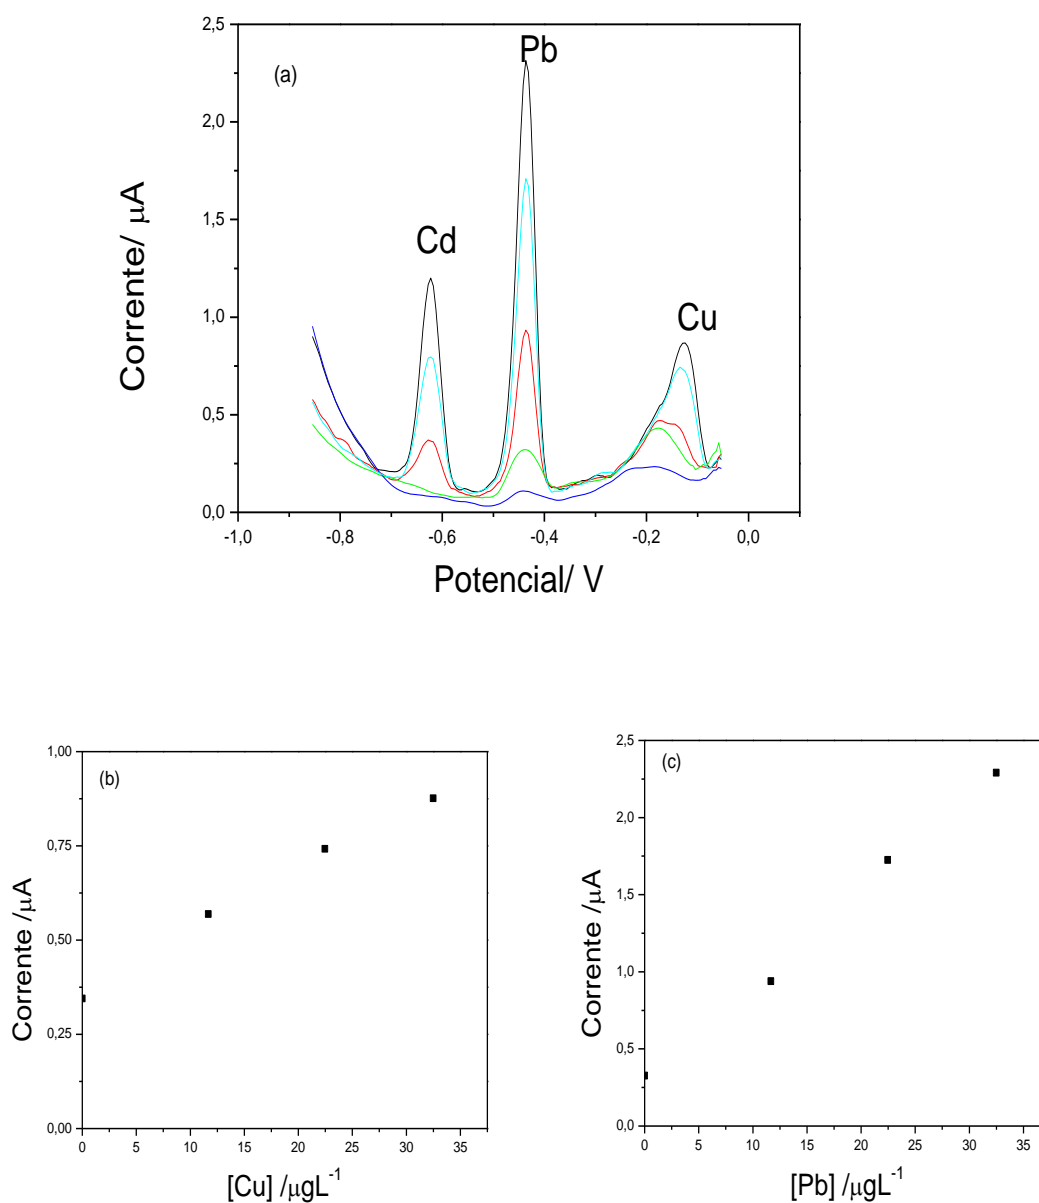 (a)
Pb
Cd
Cu
Corrente/ μA
2,5
2,0
1,5
1,0
0,5
0,0
-1,0 -0,8 -0,6 -0,4 -0,2 0,0
Potencial/ V
(b)
Corrente /μA
1,00
0,75
0,50
0,25
0,00
0 5 10 15 20 25 30 35
[Cu] /μgL⁻¹
(c)
Corrente /μA
2,5
2,0
1,5
1,0
0,5
0,0
0 5 10 15 20 25 30 35
[Pb] /μgL⁻¹